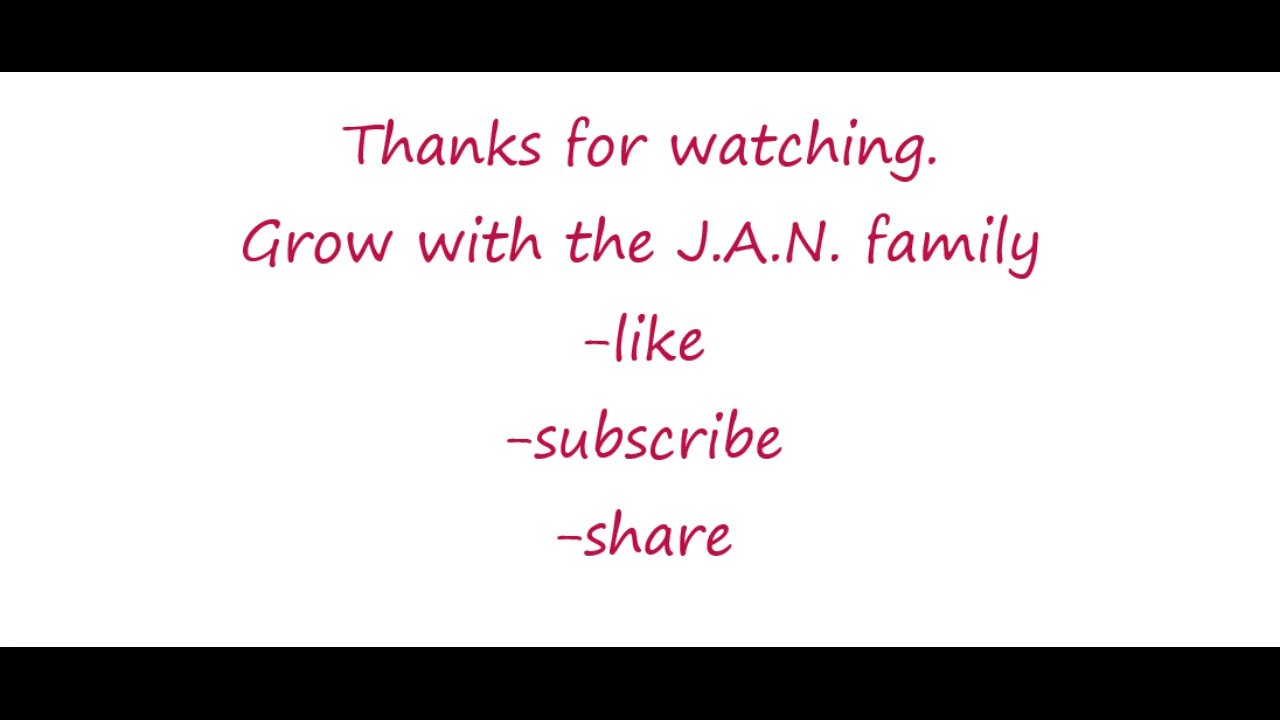 Thanks for watching.
Grow with the J.A.N. family
-like
-subscribe
-share